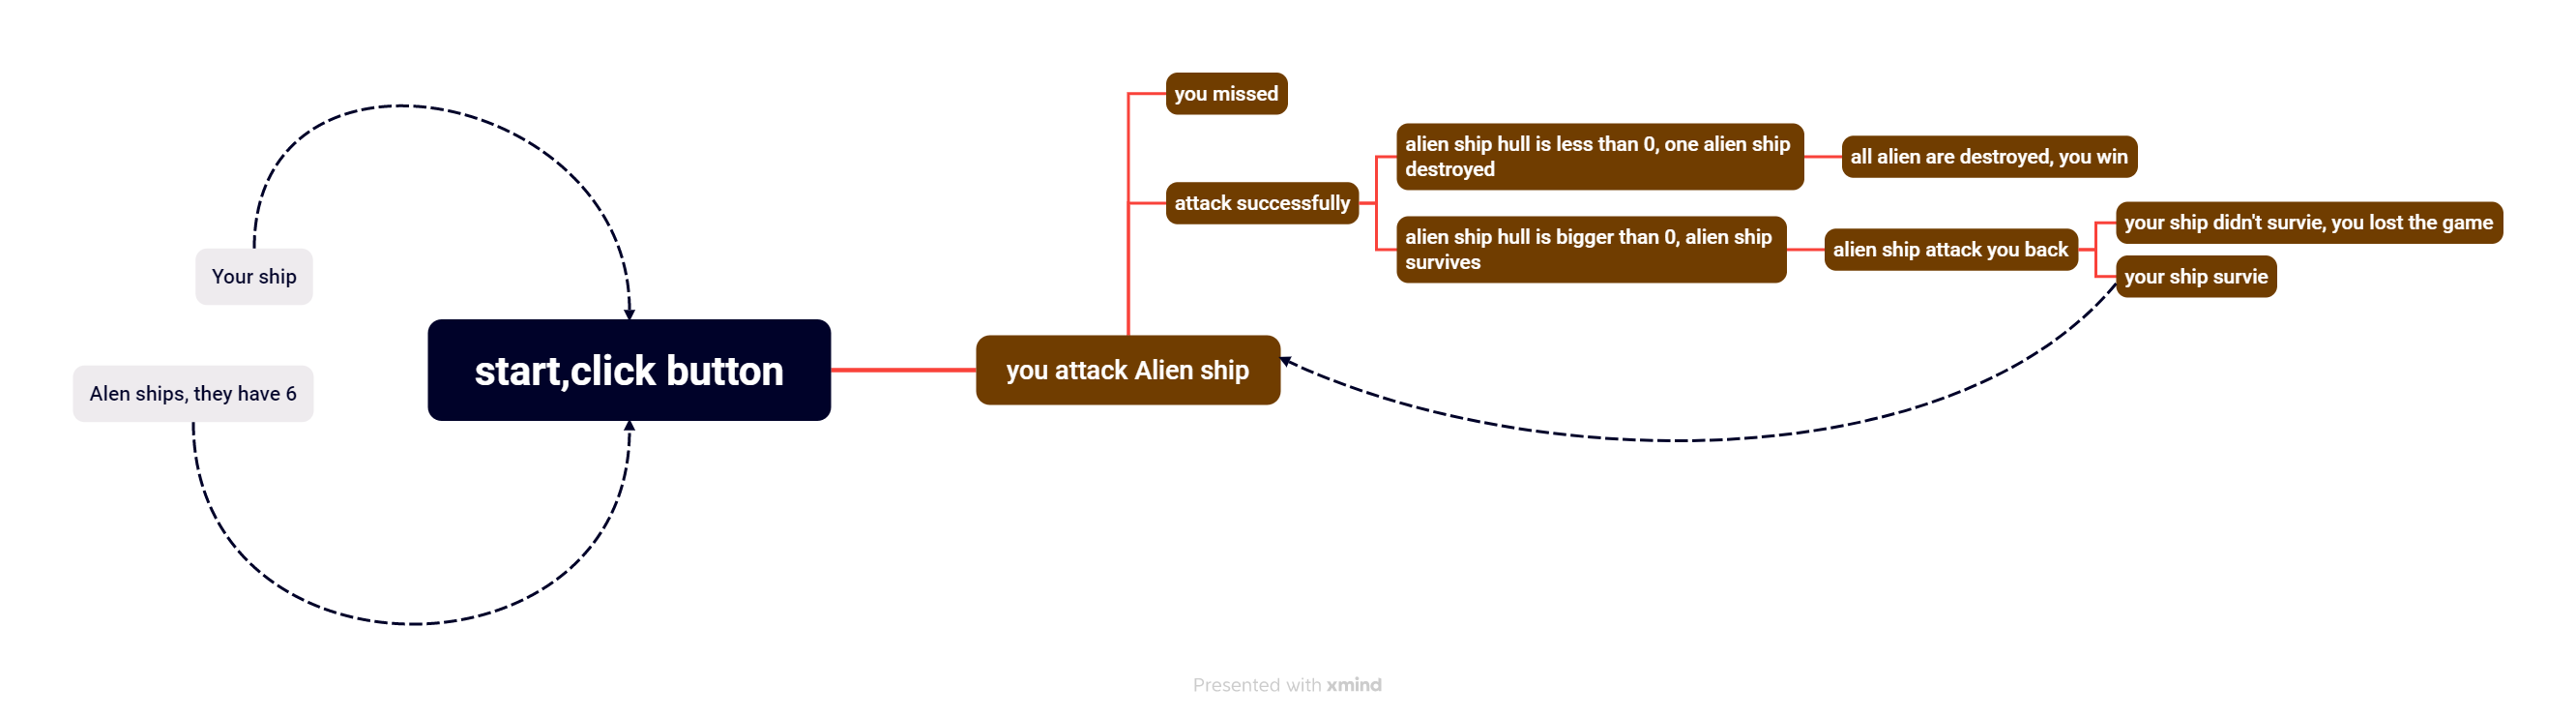 you missed
alien ship hull is less than 0, one alien ship
destroyed
all alien are destroyed, you win
attack successfully
your ship didn't survie, you lost the game
alien ship hull is bigger than 0, alien ship
survives
alien ship attack you back
your ship survie
Your ship
start,click button
you attack Alien ship
Alen ships, they have 6
Presented with xmind